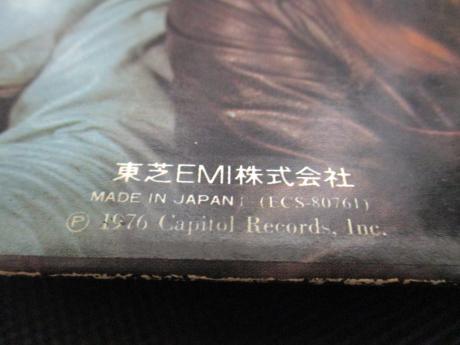 東芝EMI株式会社
MADE IN JAPAN (ECS-80761)
℗ 1976 Capitol Records, Inc.